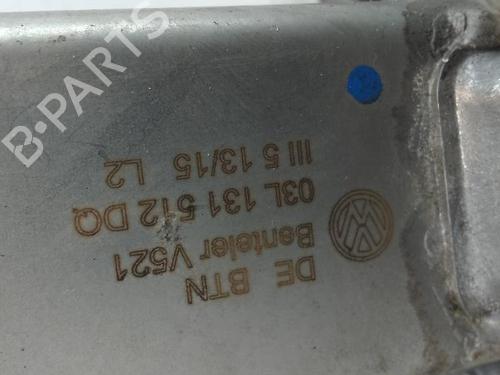 DE BTN
Benteler V521
03L 131 512 DQ
III 5 13/15 L2
B-PARTS